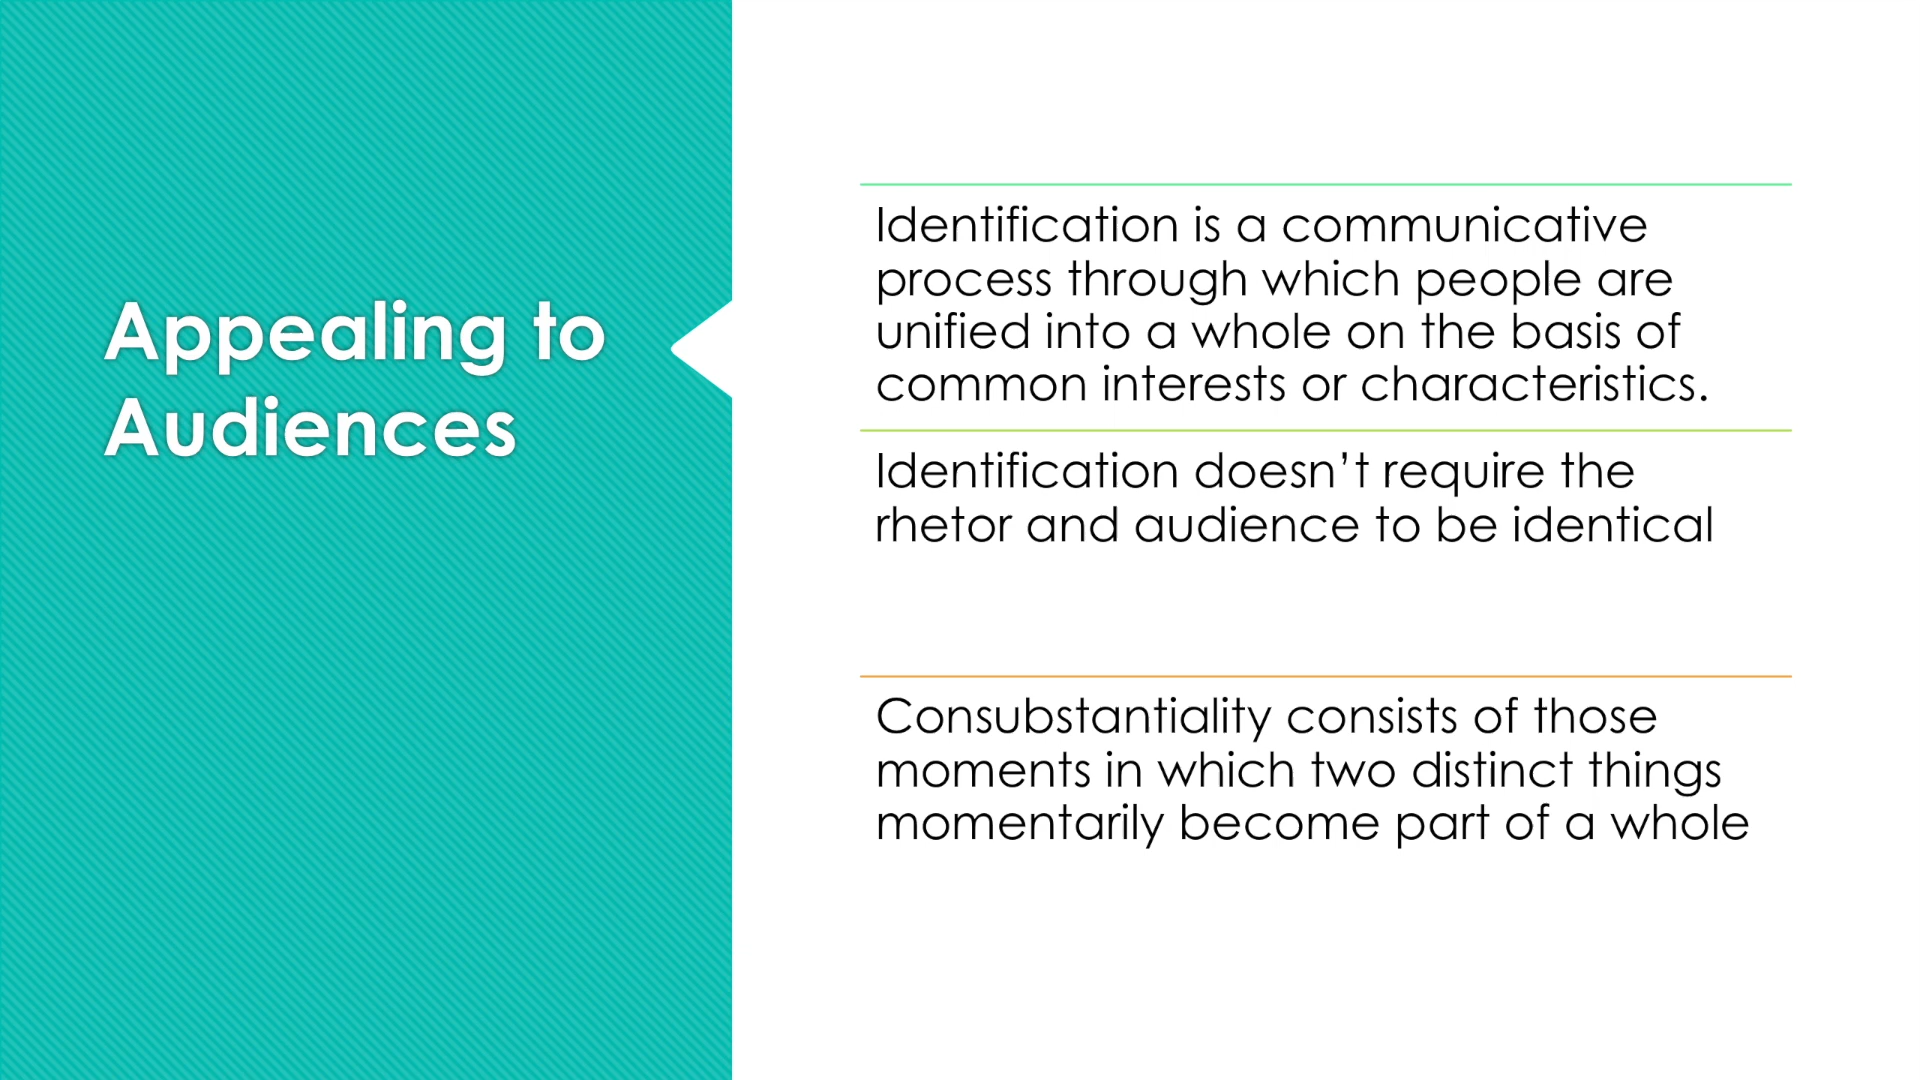 Appealing to
Audiences
Identification is a communicative
process through which people are
unified into a whole on the basis of
common interests or characteristics.
Identification doesn’t require the
rhetor and audience to be identical
Consubstantiality consists of those
moments in which two distinct things
momentarily become part of a whole